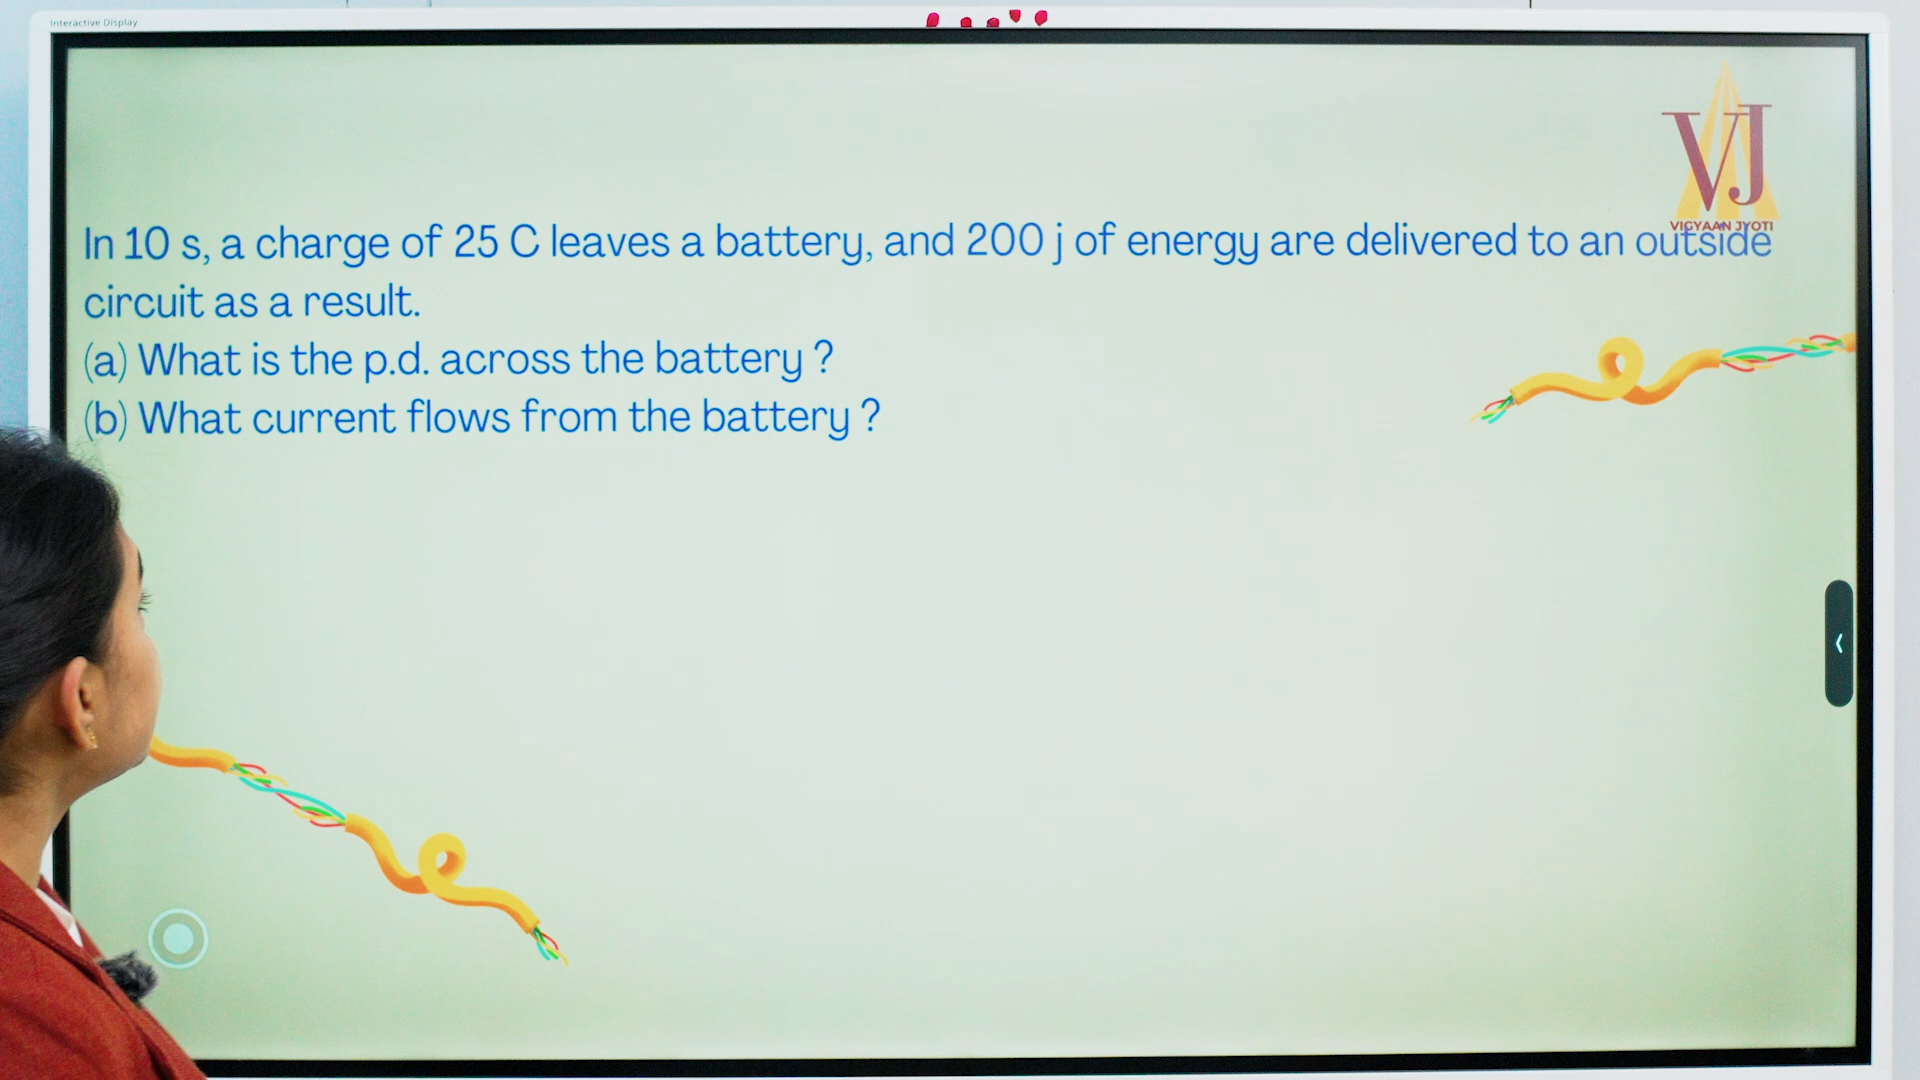 Interactive Display
VJ
VIGYAAN JYOTI
In 10 s, a charge of 25 C leaves a battery, and 200 j of energy are delivered to an outside
circuit as a result.
(a) What is the p.d. across the battery ?
(b) What current flows from the battery ?